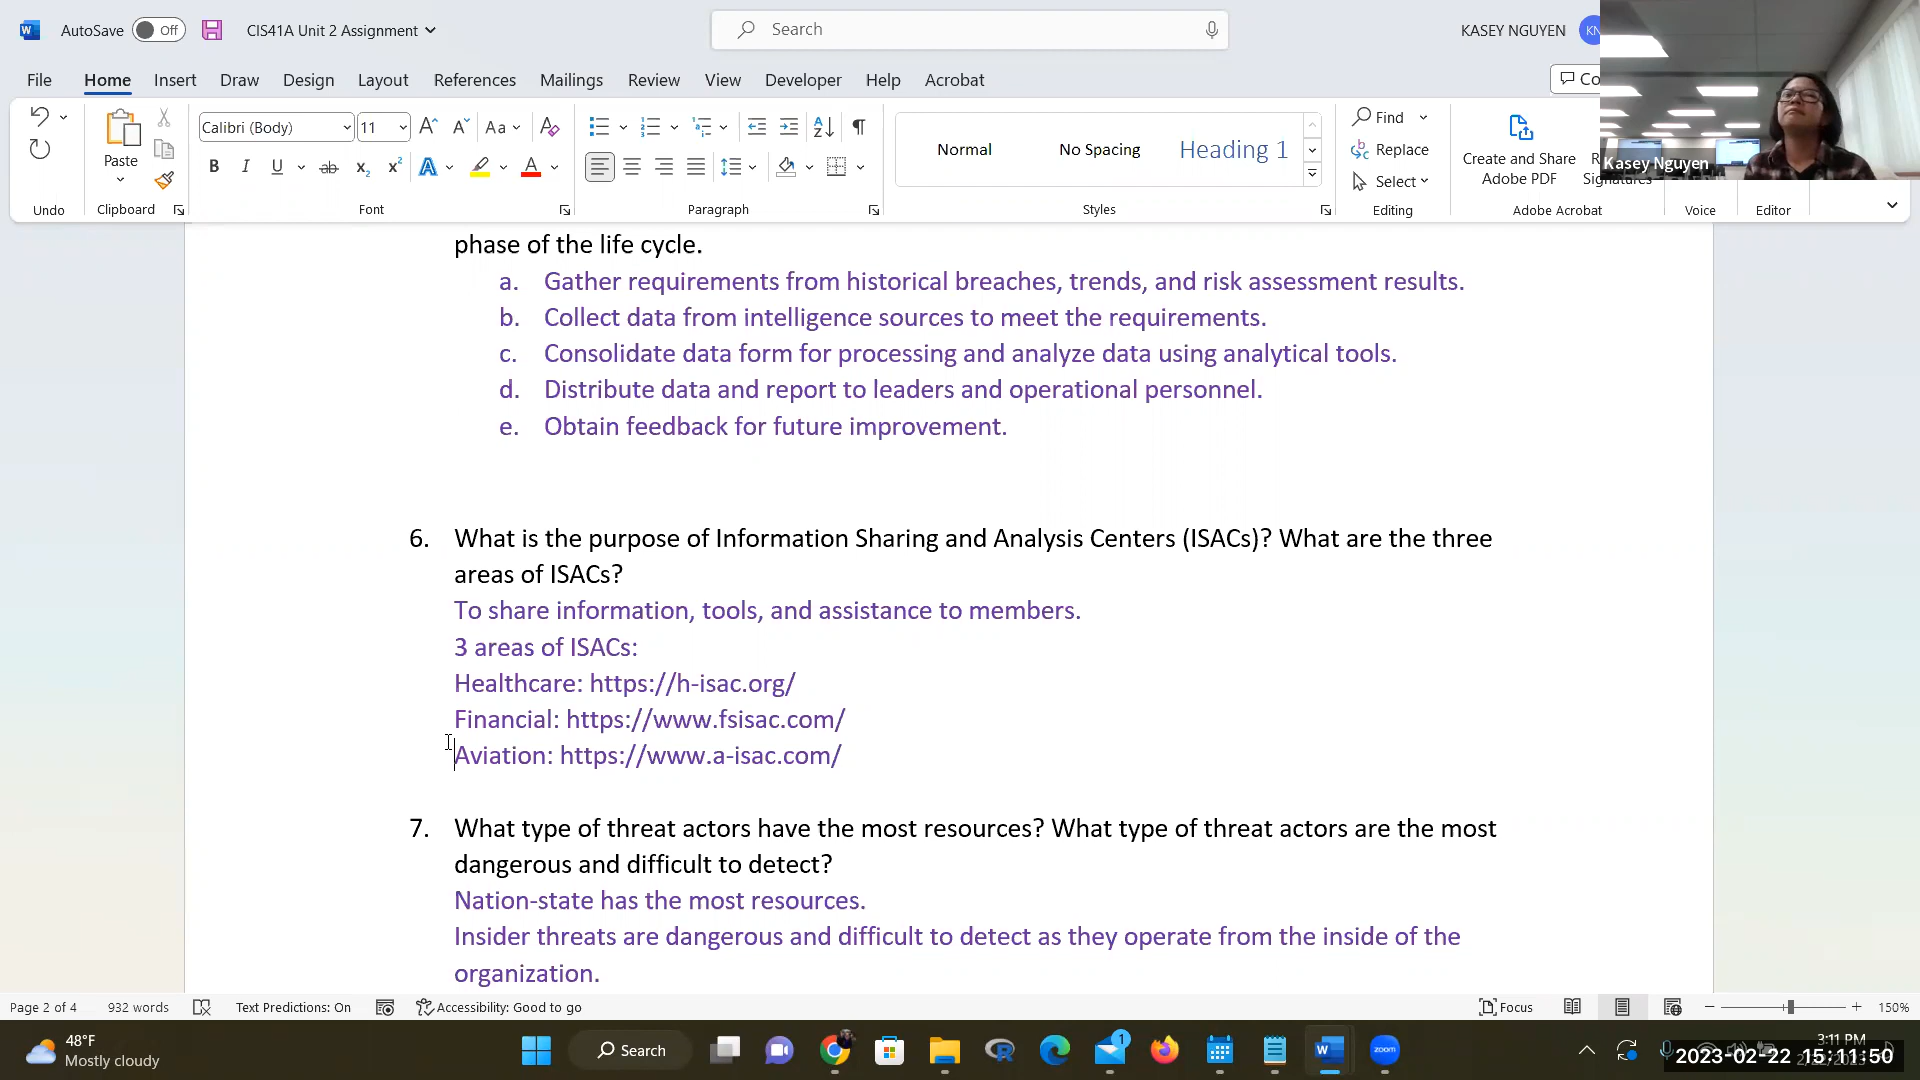 AutoSave Off CIS41A Unit 2 Assignment Search KASEY NGUYEN KN
File Home Insert Draw Design Layout References Mailings Review View Developer Help Acrobat Co
Calibri (Body) 11 Aa Find
Paste Normal No Spacing Heading 1 Replace Create and Share Adobe PDF
Select Signatures
Kasey Nguyen
Undo Clipboard Font Paragraph Styles Editing Adobe Acrobat Voice Editor
phase of the life cycle.
a. Gather requirements from historical breaches, trends, and risk assessment results.
b. Collect data from intelligence sources to meet the requirements.
c. Consolidate data form for processing and analyze data using analytical tools.
d. Distribute data and report to leaders and operational personnel.
e. Obtain feedback for future improvement.
6. What is the purpose of Information Sharing and Analysis Centers (ISACs)? What are the three
areas of ISACs?
To share information, tools, and assistance to members.
3 areas of ISACs:
Healthcare: https://h-isac.org/
Financial: https://www.fsisac.com/
Aviation: https://www.a-isac.com/
7. What type of threat actors have the most resources? What type of threat actors are the most
dangerous and difficult to detect?
Nation-state has the most resources.
Insider threats are dangerous and difficult to detect as they operate from the inside of the
organization.
Page 2 of 4 932 words Text Predictions: On Accessibility: Good to go Focus 150%
48°F
Mostly cloudy
Search
zoom
1
3:11 PM
2023-02-22 15:11:50